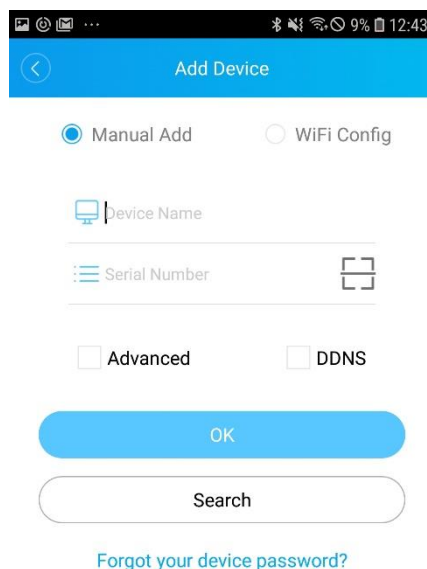 9% 12:43
Add Device
Manual Add WiFi Config
Device Name
Serial Number
Advanced DDNS
OK
Search
Forgot your device password?